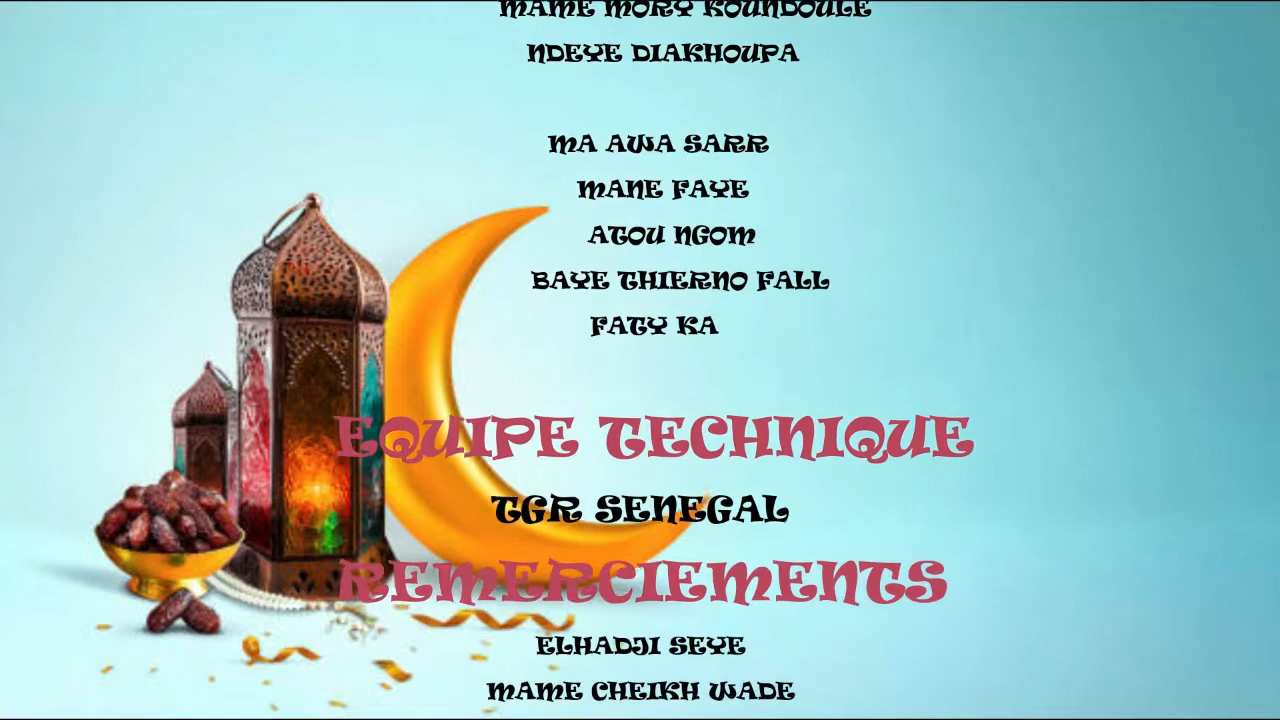 MAME MORY KOUNDOULE
NDEYE DIAKHOUPA
MA AWA SARR
MANE FAYE
ATOU NGOM
BAYE THIERNO FALL
FATY KA
EQUIPE TECHNIQUE
TGR SENEGAL
REMERCIEMENTS
ELHADJI SEYE
MAME CHEIKH WADE